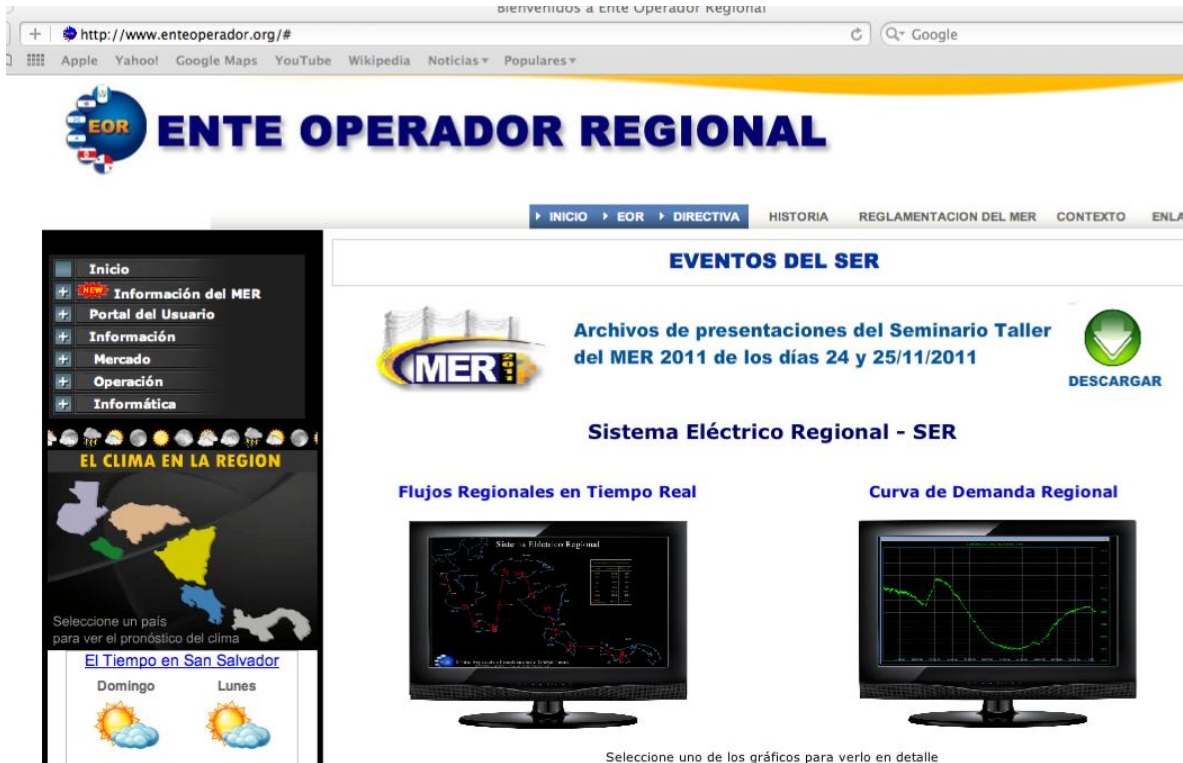 Bienvenidos a Ente Operador Regional
http://www.enteoperador.org/#
Google
Apple Yahoo! Google Maps YouTube Wikipedia Noticias Populares
EOR
ENTE OPERADOR REGIONAL
INICIO EOR DIRECTIVA HISTORIA REGLAMENTACION DEL MER CONTEXTO ENLA
Inicio
NEW Información del MER
Portal del Usuario
Información
Mercado
Operación
Informática
EL CLIMA EN LA REGION
Seleccione un país
para ver el pronóstico del clima
El Tiempo en San Salvador
Domingo Lunes
EVENTOS DEL SER
MER 2011
Archivos de presentaciones del Seminario Taller
del MER 2011 de los días 24 y 25/11/2011
DESCARGAR
Sistema Eléctrico Regional - SER
Flujos Regionales en Tiempo Real
Curva de Demanda Regional
Sistema Eléctrico Regional
Seleccione uno de los gráficos para verlo en detalle